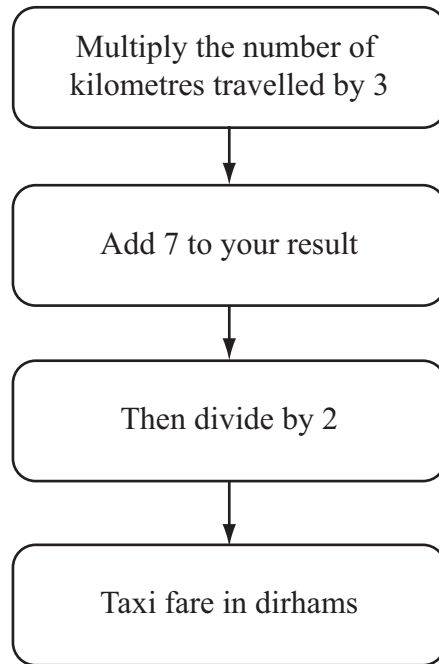 Multiply the number of
kilometres travelled by 3
Add 7 to your result
Then divide by 2
Taxi fare in dirhams